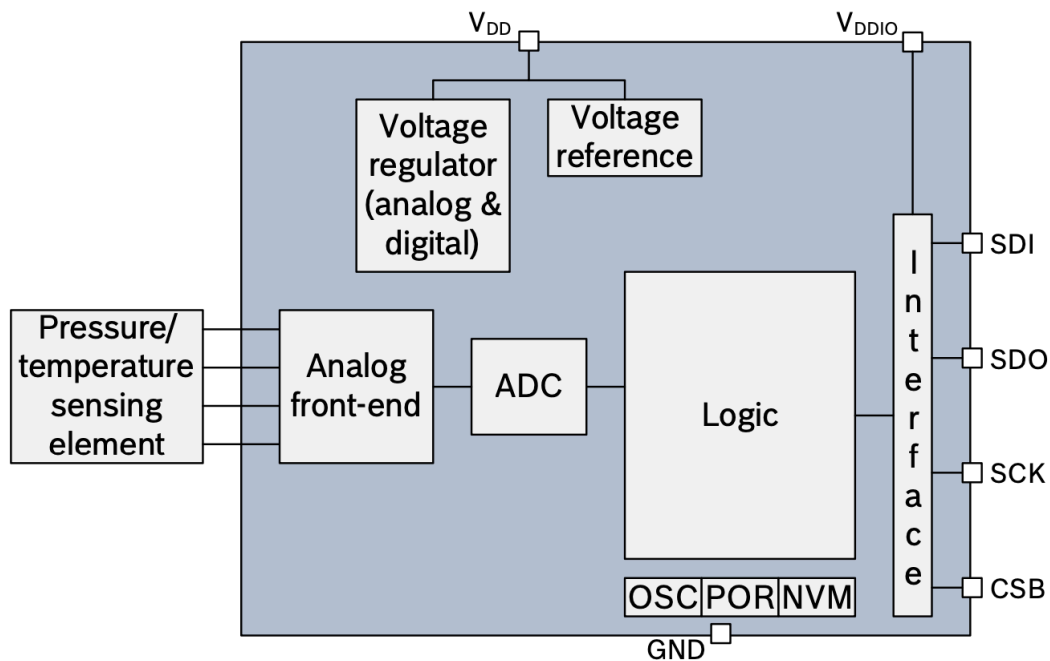 VDD
VDDIO
Voltage
regulator
(analog &
digital)
Voltage
reference
Pressure/
temperature
sensing
element
Analog
front-end
ADC
Logic
Interface
SDI
SDO
SCK
CSB
OSC POR NVM
GND